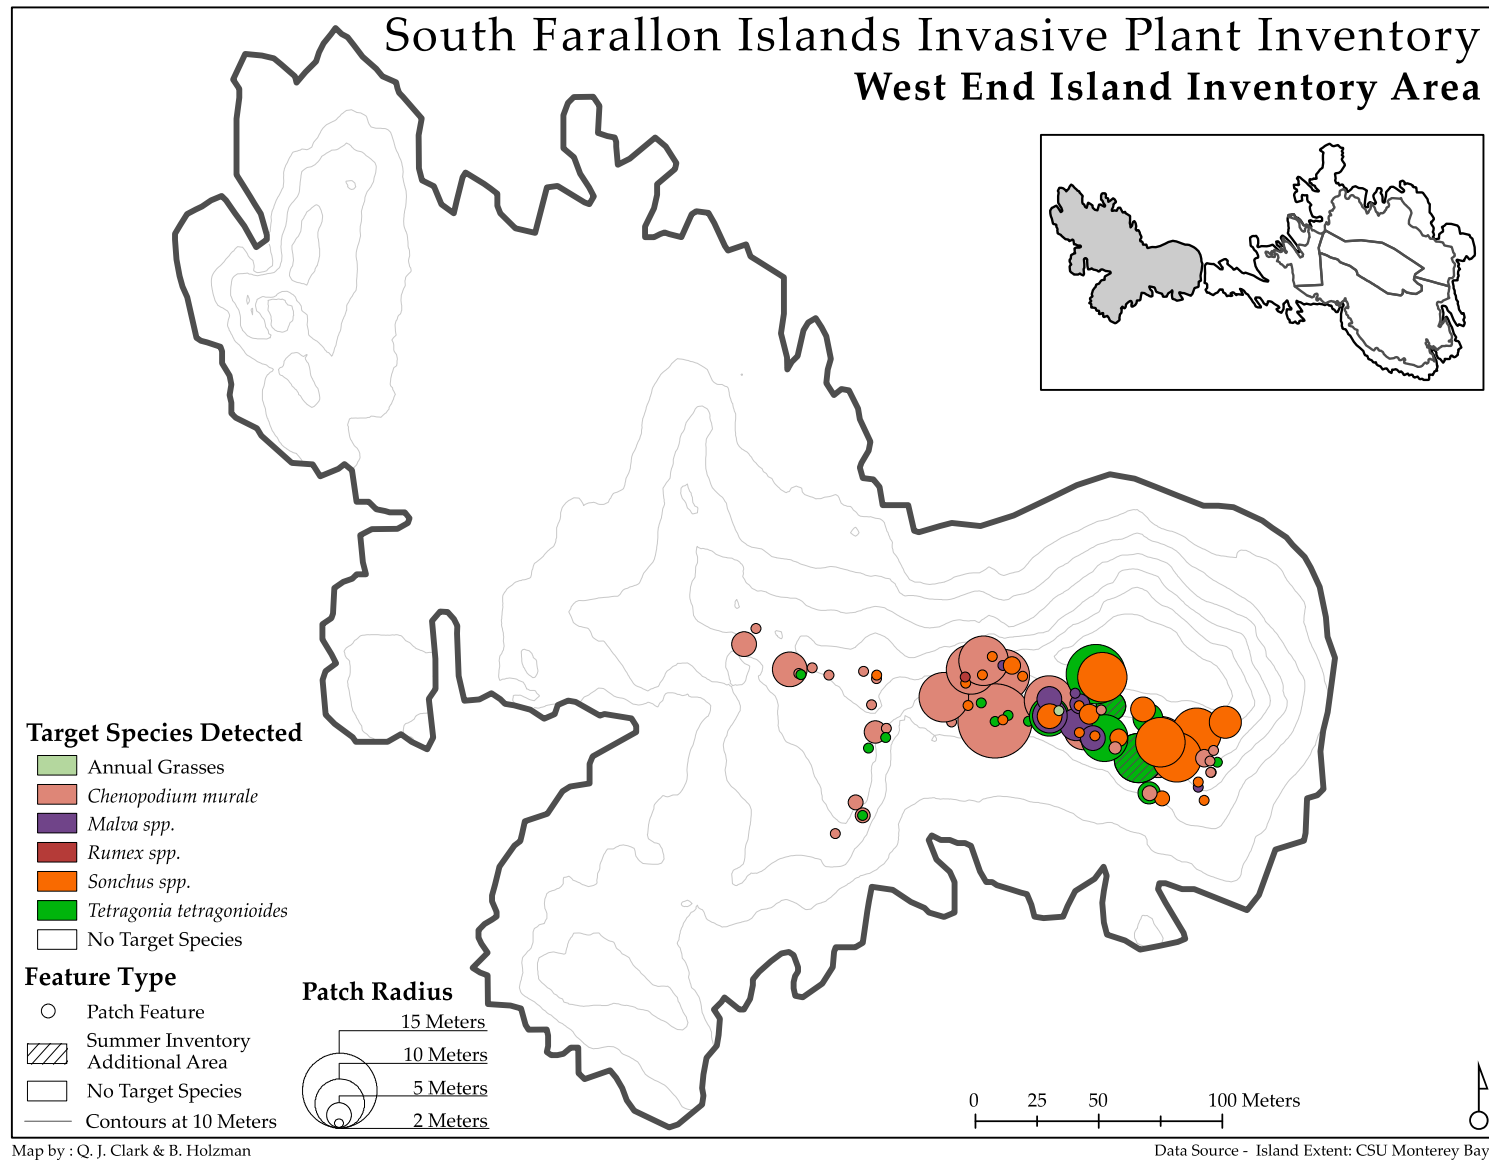 South Farallon Islands Invasive Plant Inventory
West End Island Inventory Area
Target Species Detected
Annual Grasses
Chenopodium murale
Malva spp.
Rumex spp.
Sonchus spp.
Tetragonia tetragonioides
No Target Species
Feature Type
Patch Feature
Summer Inventory
Additional Area
No Target Species
Contours at 10 Meters
Patch Radius
15 Meters
10 Meters
5 Meters
2 Meters
0 25 50 100 Meters
Map by : Q. J. Clark & B. Holzman
Data Source - Island Extent: CSU Monterey Bay